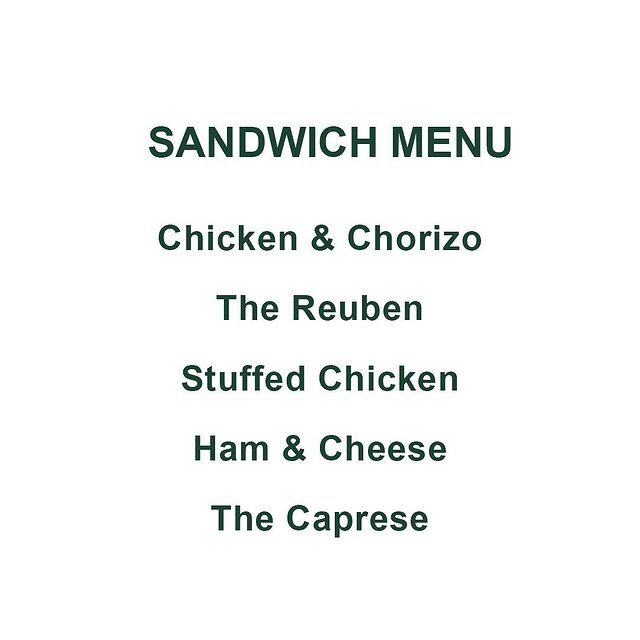 SANDWICH MENU
Chicken & Chorizo
The Reuben
Stuffed Chicken
Ham & Cheese
The Caprese